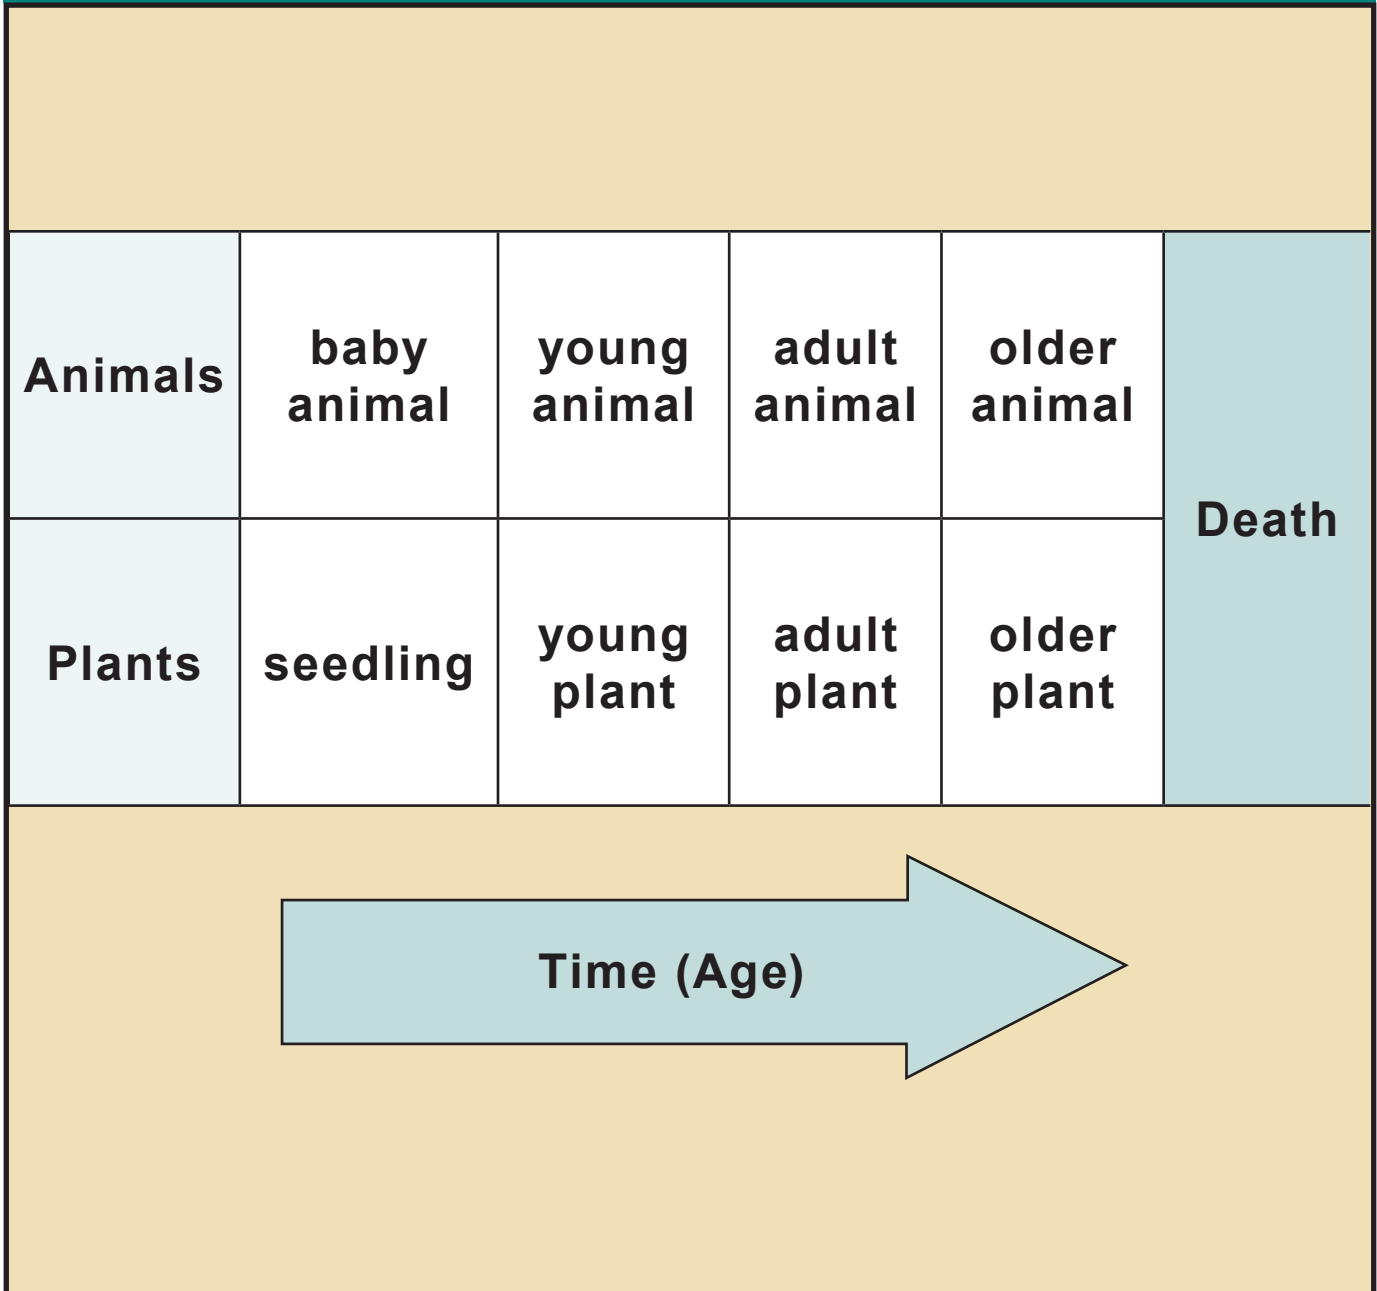 Animals
baby
animal
young
animal
adult
animal
older
animal
Death
Plants
seedling
young
plant
adult
plant
older
plant
Time (Age)